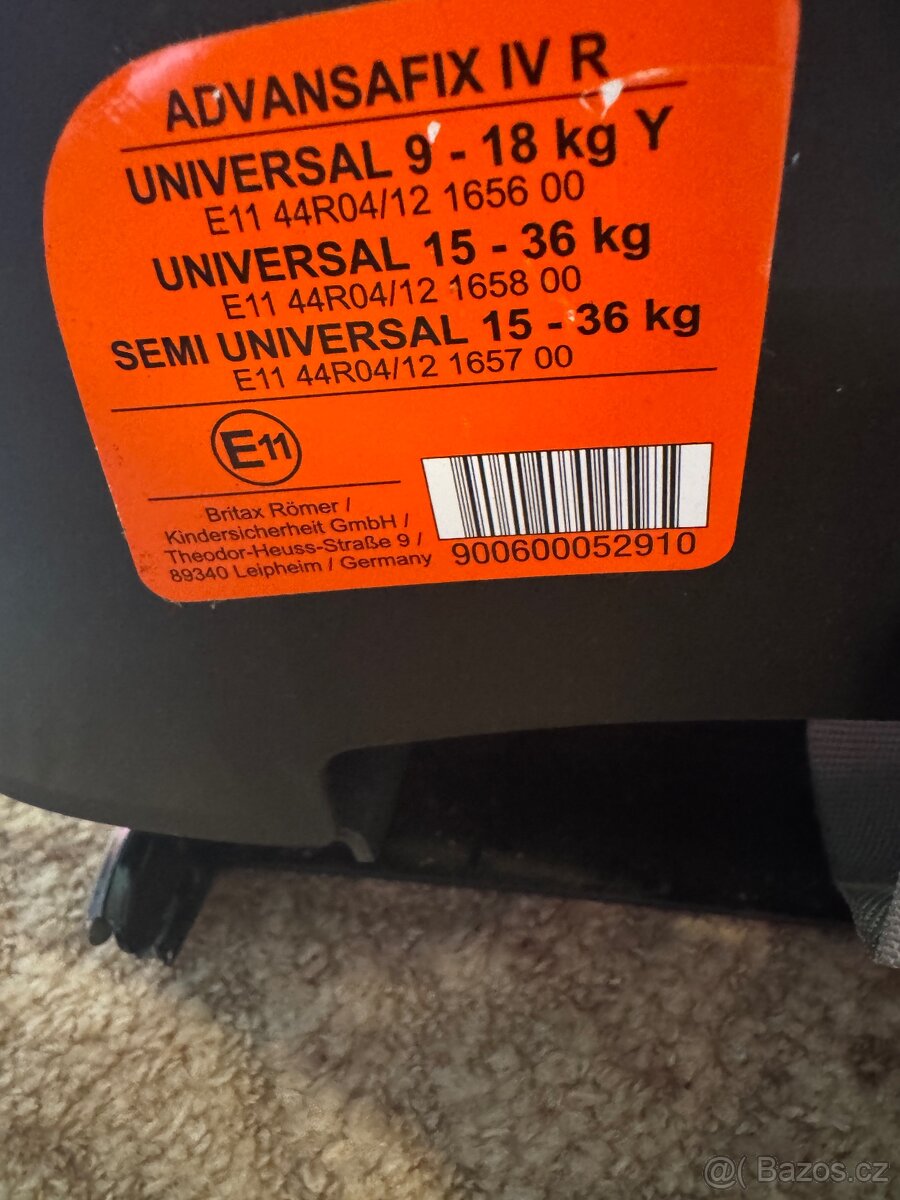 ADVANSAFIX IV R
UNIVERSAL 9 - 18 kg Y
E11 44R04/12 1656 00
UNIVERSAL 15 - 36 kg
E11 44R04/12 1658 00
SEMI UNIVERSAL 15 - 36 kg
E11 44R04/12 1657 00
E11
Britax Römer /
Kindersicherheit GmbH /
Theodor-Heuss-Straße 9 /
89340 Leipheim / Germany
900600052910
@( Bazoš.cz